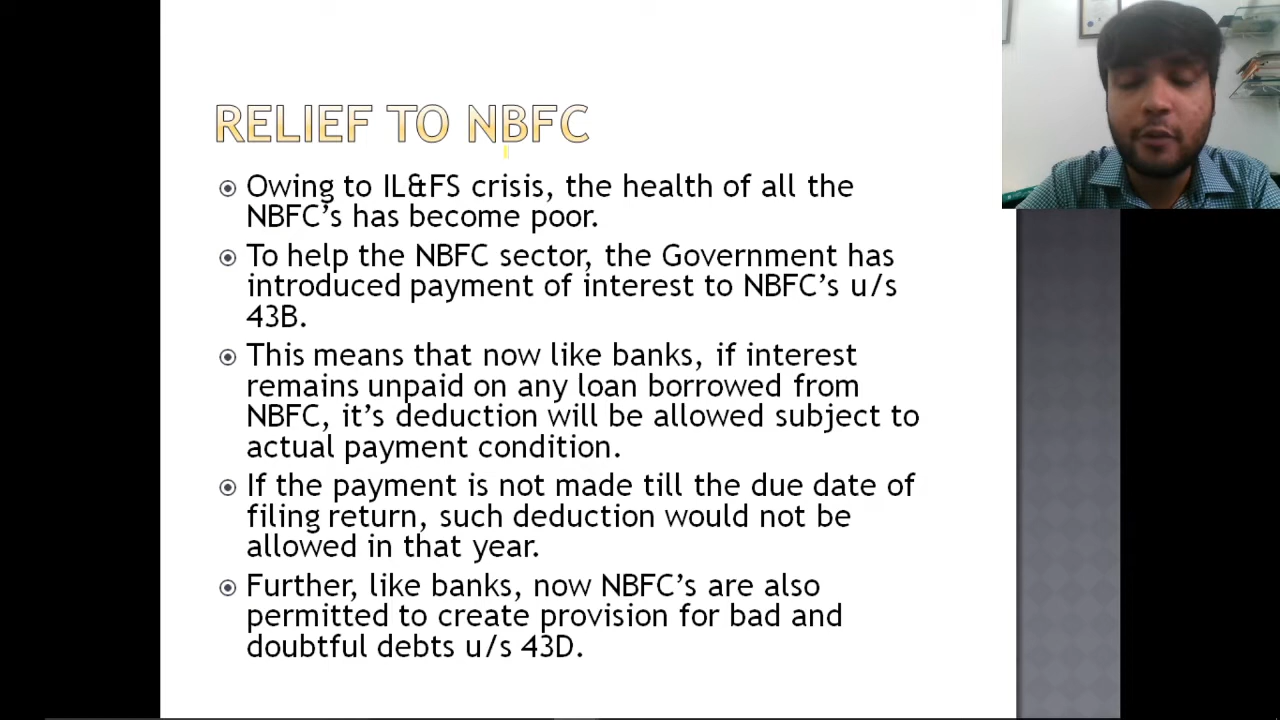 RELIEF TO NBFC
Owing to IL&FS crisis, the health of all the
NBFC's has become poor.
To help the NBFC sector, the Government has
introduced payment of interest to NBFC's u/s
43B.
This means that now like banks, if interest
remains unpaid on any loan borrowed from
NBFC, it's deduction will be allowed subject to
actual payment condition.
If the payment is not made till the due date of
filing return, such deduction would not be
allowed in that year.
Further, like banks, now NBFC's are also
permitted to create provision for bad and
doubtful debts u/s 43D.